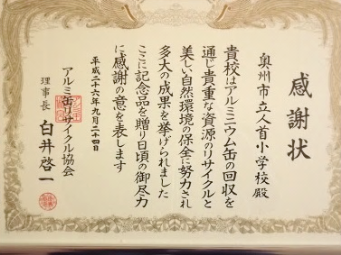 感謝状
奥州市立人首小学校殿
貴校はアルミニウム缶の回収を
通じ貴重な資源のリサイクルと
美しい自然環境の保全に努力され
多大の成果を挙げられました
ここに記念品を贈り日頃の御尽力
に感謝の意を表します
平成二十六年九月二十四日
アルミ缶リサイクル協会
理事長 白井啓一